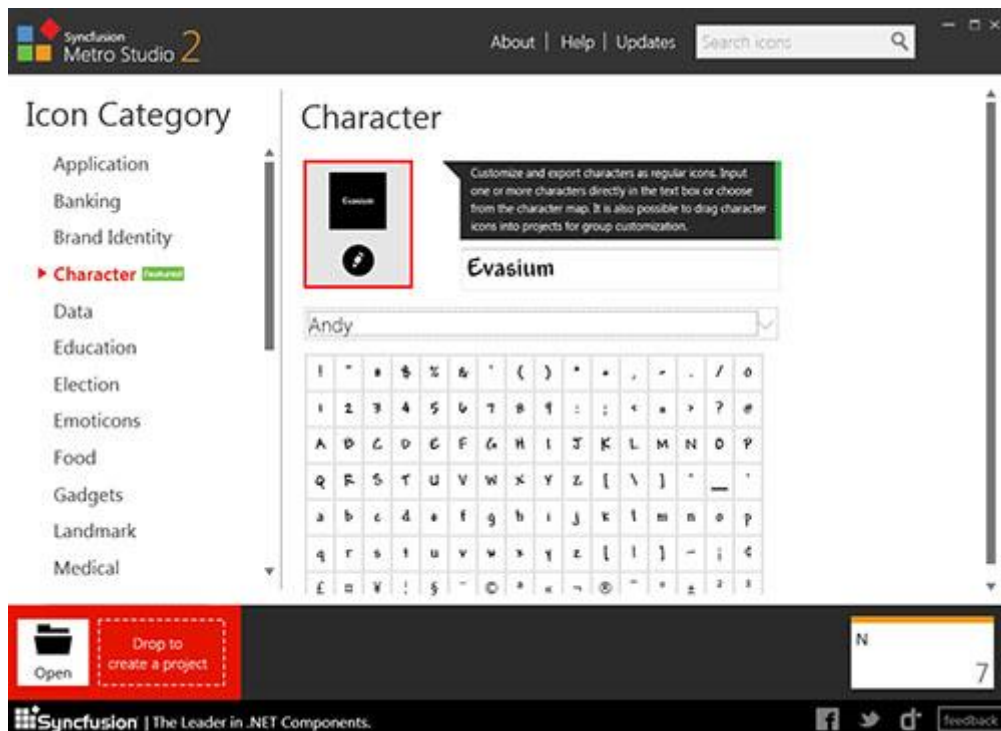 Syncfusion
Metro Studio 2
About | Help | Updates
Search icons
Icon Category
Application
Banking
Brand Identity
Character Featured
Data
Education
Election
Emoticons
Food
Gadgets
Landmark
Medical
Character
Evasium
Customize and export characters as regular icons. Input
one or more characters directly in the text box or choose
from the character map. It is also possible to drag character
icons into projects for group customization.
Evasium
Andy
! " # $ % & ' ( ) * + , - . / 0
1 2 3 4 5 6 7 8 9 : ; < = > ? @
A B C D E F G H I J K L M N O P
Q R S T U V W X Y Z [ \ ] ^ _ `
a b c d e f g h i j k l m n o p
q r s t u v w x y z { | } ~ ¡ ¢
£ ¤ ¥ ¦ § ¨ © ª « ¬ ® ¯ ° ± ² ³
Open
Drop to
create a project
N
7
Syncfusion | The Leader in .NET Components.
feedback